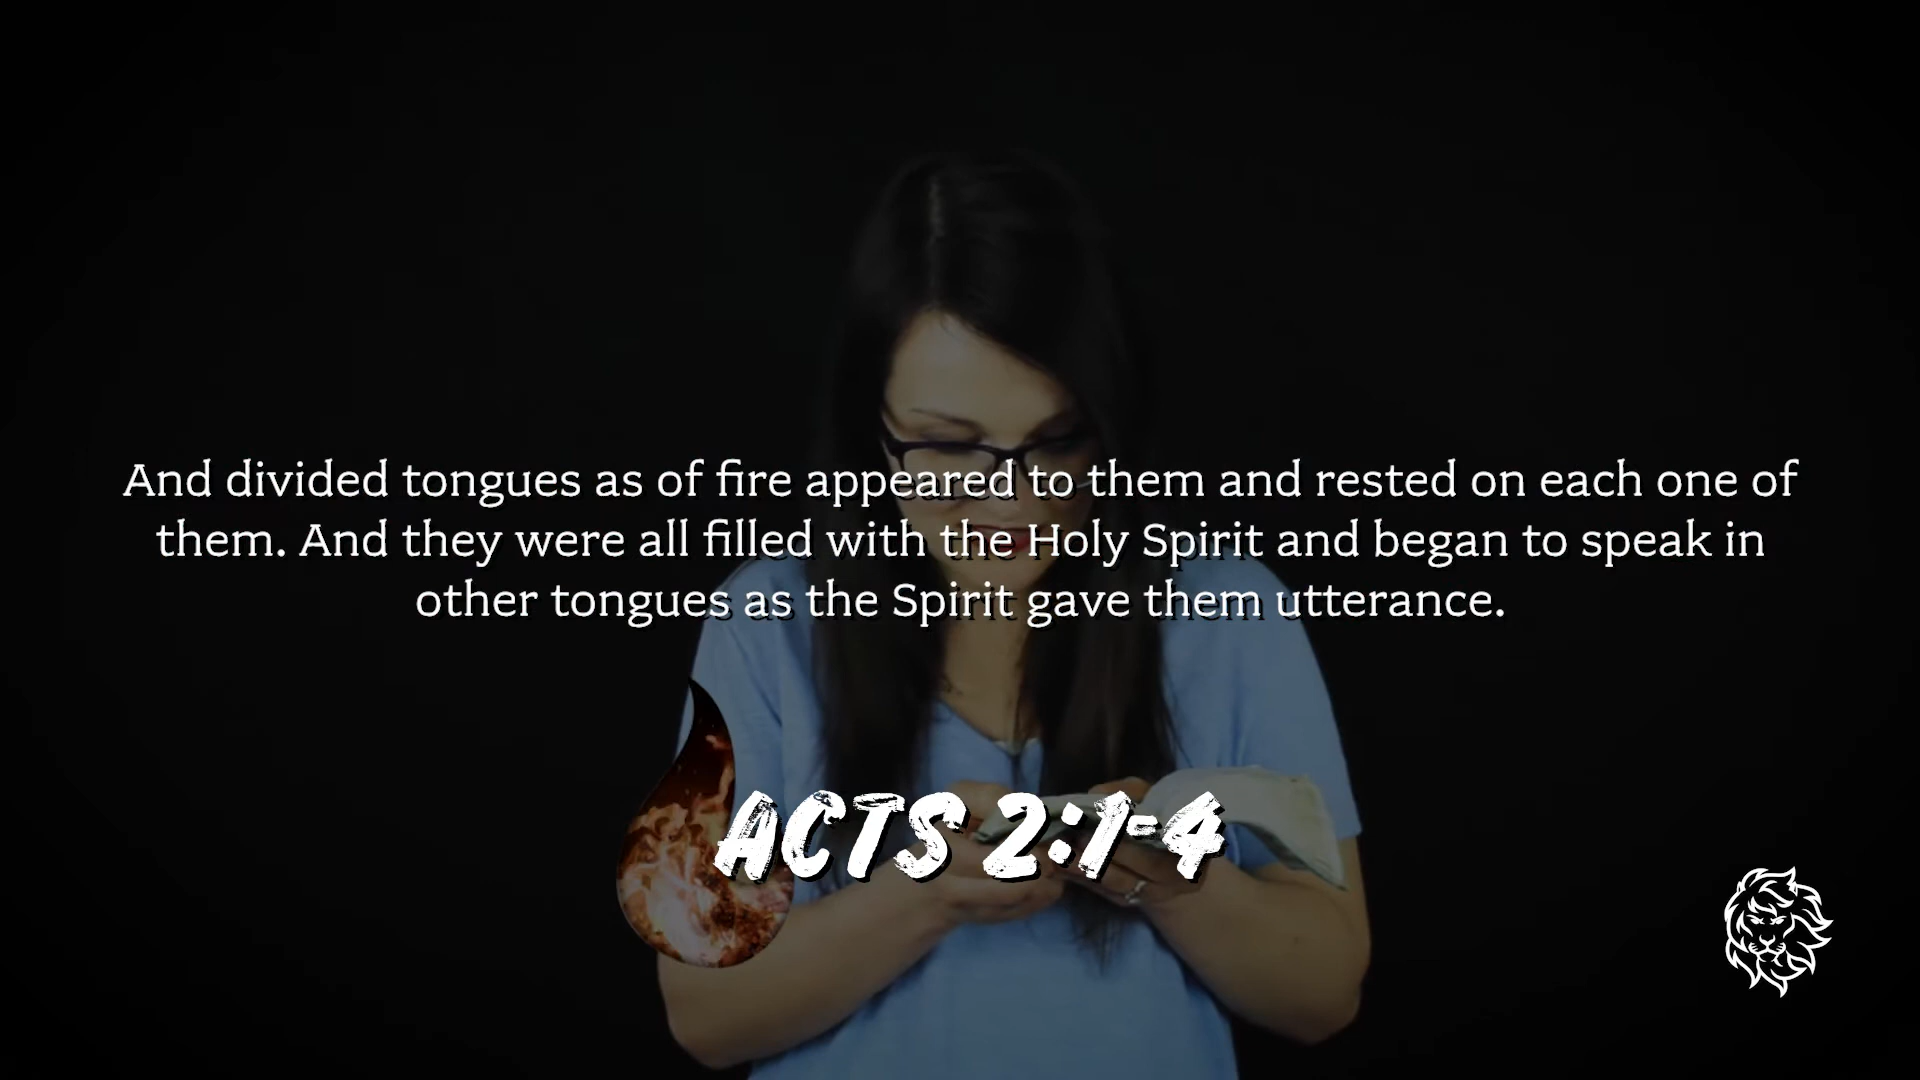 And divided tongues as of fire appeared to them and rested on each one of
them. And they were all filled with the Holy Spirit and began to speak in
other tongues as the Spirit gave them utterance.
ACTS 2:1-4